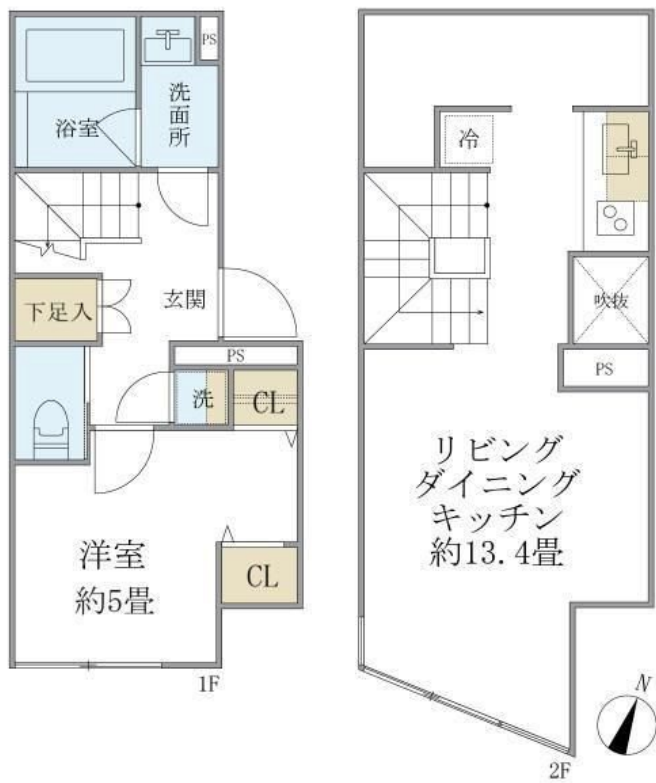 PS
浴室
洗面所
下足入
玄関
PS
洗
CL
洋室
約5畳
CL
1F
冷
吹抜
PS
リビング
ダイニング
キッチン
約13.4畳
N
2F